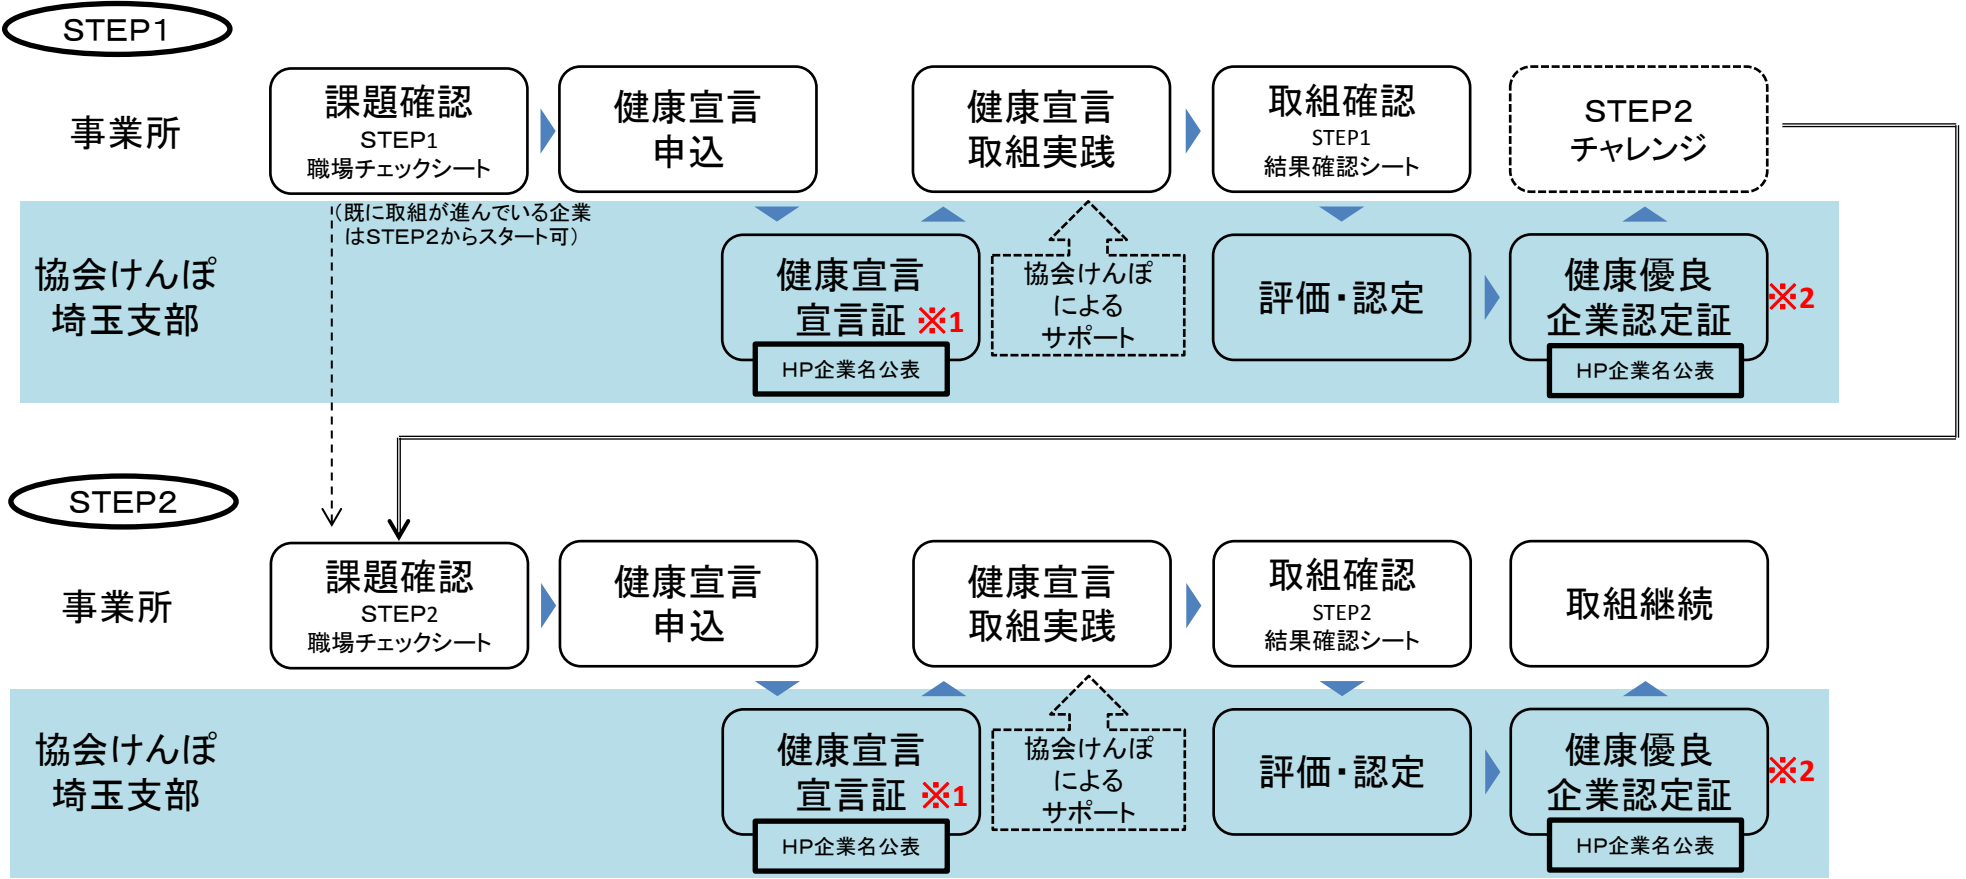 STEP1
事業所
課題確認
STEP1
職場チェックシート
健康宣言
申込
健康宣言
取組実践
取組確認
STEP1
結果確認シート
STEP2
チャレンジ
（既に取組が進んでいる企業
はSTEP2からスタート可）
協会けんぽ
埼玉支部
健康宣言
宣言証 ※1
HP企業名公表
協会けんぽ
による
サポート
評価・認定
健康優良
企業認定証
※2
HP企業名公表
STEP2
事業所
課題確認
STEP2
職場チェックシート
健康宣言
申込
健康宣言
取組実践
取組確認
STEP2
結果確認シート
取組継続
協会けんぽ
埼玉支部
健康宣言
宣言証 ※1
HP企業名公表
協会けんぽ
による
サポート
評価・認定
健康優良
企業認定証
※2
HP企業名公表